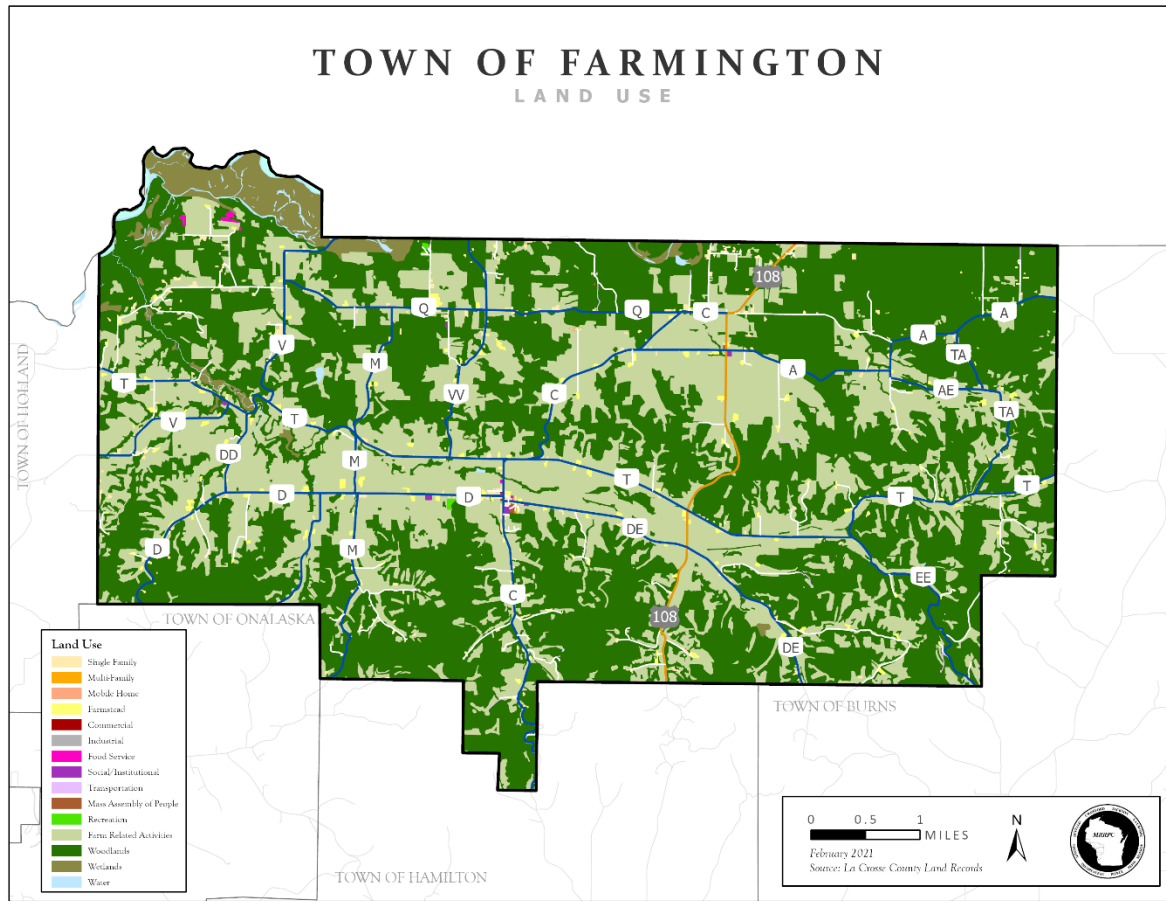 TOWN OF FARMINGTON
LAND USE
108
Q
Q
C
A
A
V
M
TA
A
T
VV
C
AE
V
T
TA
DD
M
T
D
D
T
T
DE
D
M
EE
C
108
DE
TOWN OF HOLLAND
TOWN OF ONALASKA
TOWN OF BURNS
TOWN OF HAMILTON
Land Use
Single Family
Multi-Family
Mobile Home
Farmstead
Commercial
Industrial
Food Service
Social/Institutional
Transportation
Mass Assembly of People
Recreation
Farm Related Activities
Woodlands
Wetlands
Water
0 0.5 1
MILES
N
February 2021
Source: La Crosse County Land Records
MRRPC